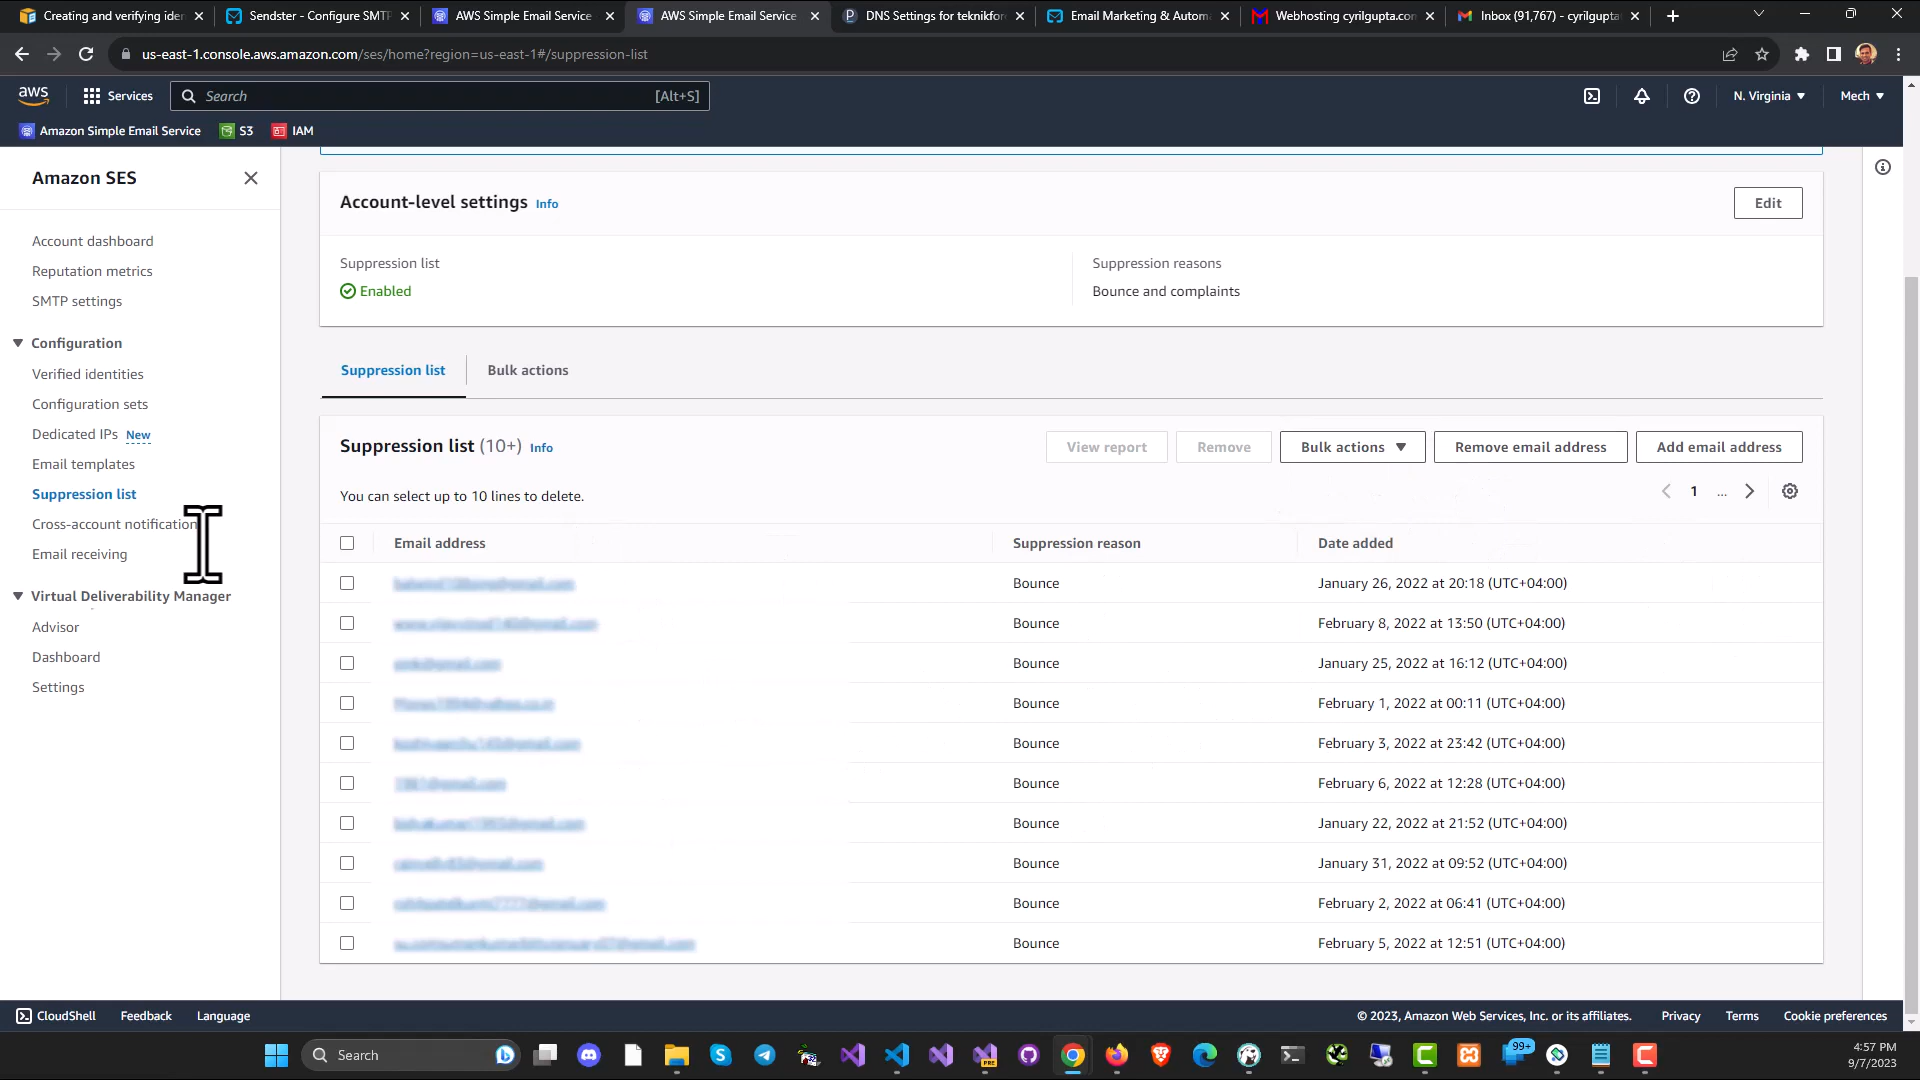 Creating and verifying iden
Sendster - Configure SMTP
AWS Simple Email Service
AWS Simple Email Service
DNS Settings for teknikfor
Email Marketing & Autom
Webhosting cyrilgupta.con
Inbox (91,767) - cyrilgupta
us-east-1.console.aws.amazon.com/ses/home?region=us-east-1#/suppression-list
aws
Services
Search
[Alt+S]
N. Virginia
Mech
Amazon Simple Email Service
S3
IAM
Amazon SES
Account dashboard
Reputation metrics
SMTP settings
Configuration
Verified identities
Configuration sets
Dedicated IPs New
Email templates
Suppression list
Cross-account notification
Email receiving
Virtual Deliverability Manager
Advisor
Dashboard
Settings
Account-level settings Info
Edit
Suppression list
Enabled
Suppression reasons
Bounce and complaints
Suppression list
Bulk actions
Suppression list (10+) Info
View report
Remove
Bulk actions
Remove email address
Add email address
You can select up to 10 lines to delete.
1 ...
Email address Suppression reason Date added
Bounce January 26, 2022 at 20:18 (UTC+04:00)
Bounce February 8, 2022 at 13:50 (UTC+04:00)
Bounce January 25, 2022 at 16:12 (UTC+04:00)
Bounce February 1, 2022 at 00:11 (UTC+04:00)
Bounce February 3, 2022 at 23:42 (UTC+04:00)
Bounce February 6, 2022 at 12:28 (UTC+04:00)
Bounce January 22, 2022 at 21:52 (UTC+04:00)
Bounce January 31, 2022 at 09:52 (UTC+04:00)
Bounce February 2, 2022 at 06:41 (UTC+04:00)
Bounce February 5, 2022 at 12:51 (UTC+04:00)
CloudShell
Feedback
Language
© 2023, Amazon Web Services, Inc. or its affiliates.
Privacy
Terms
Cookie preferences
Search
PRE
99+
4:57 PM
9/7/2023